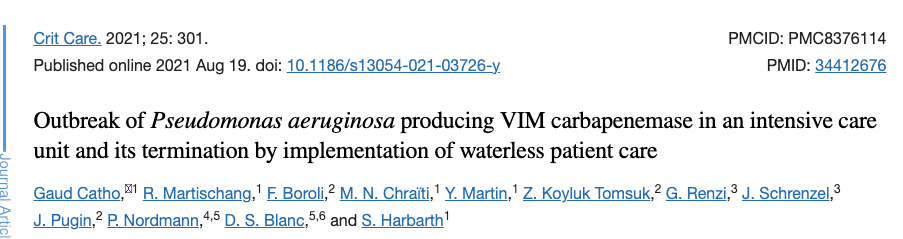 Crit Care. 2021; 25: 301.
PMCID: PMC8376114
Published online 2021 Aug 19. doi: 10.1186/s13054-021-03726-y
PMID: 34412676
Outbreak of Pseudomonas aeruginosa producing VIM carbapenemase in an intensive care
unit and its termination by implementation of waterless patient care
Gaud Catho,1 R. Martischang,1 F. Boroli,2 M. N. Chraïti,1 Y. Martin,1 Z. Koyluk Tomsuk,2 G. Renzi,3 J. Schrenzel,3
J. Pugin,2 P. Nordmann,4,5 D. S. Blanc,5,6 and S. Harbarth1
Journal Articl